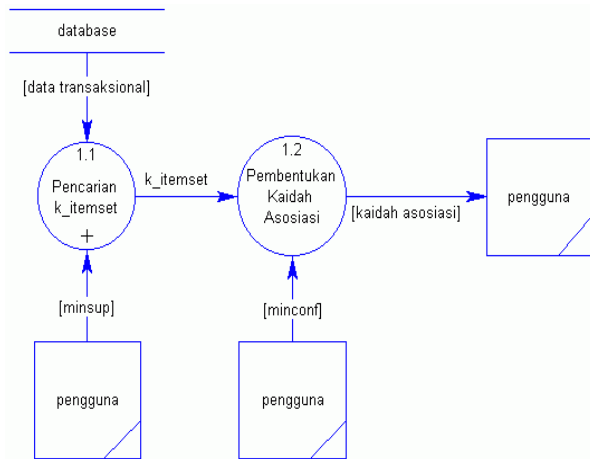 database
[data transaksional]
1.1
Pencarian
k_itemset
+
k_itemset
1.2
Pembentukan
Kaidah
Asosiasi
[kaidah asosiasi]
pengguna
[minsup]
[minconf]
pengguna
pengguna